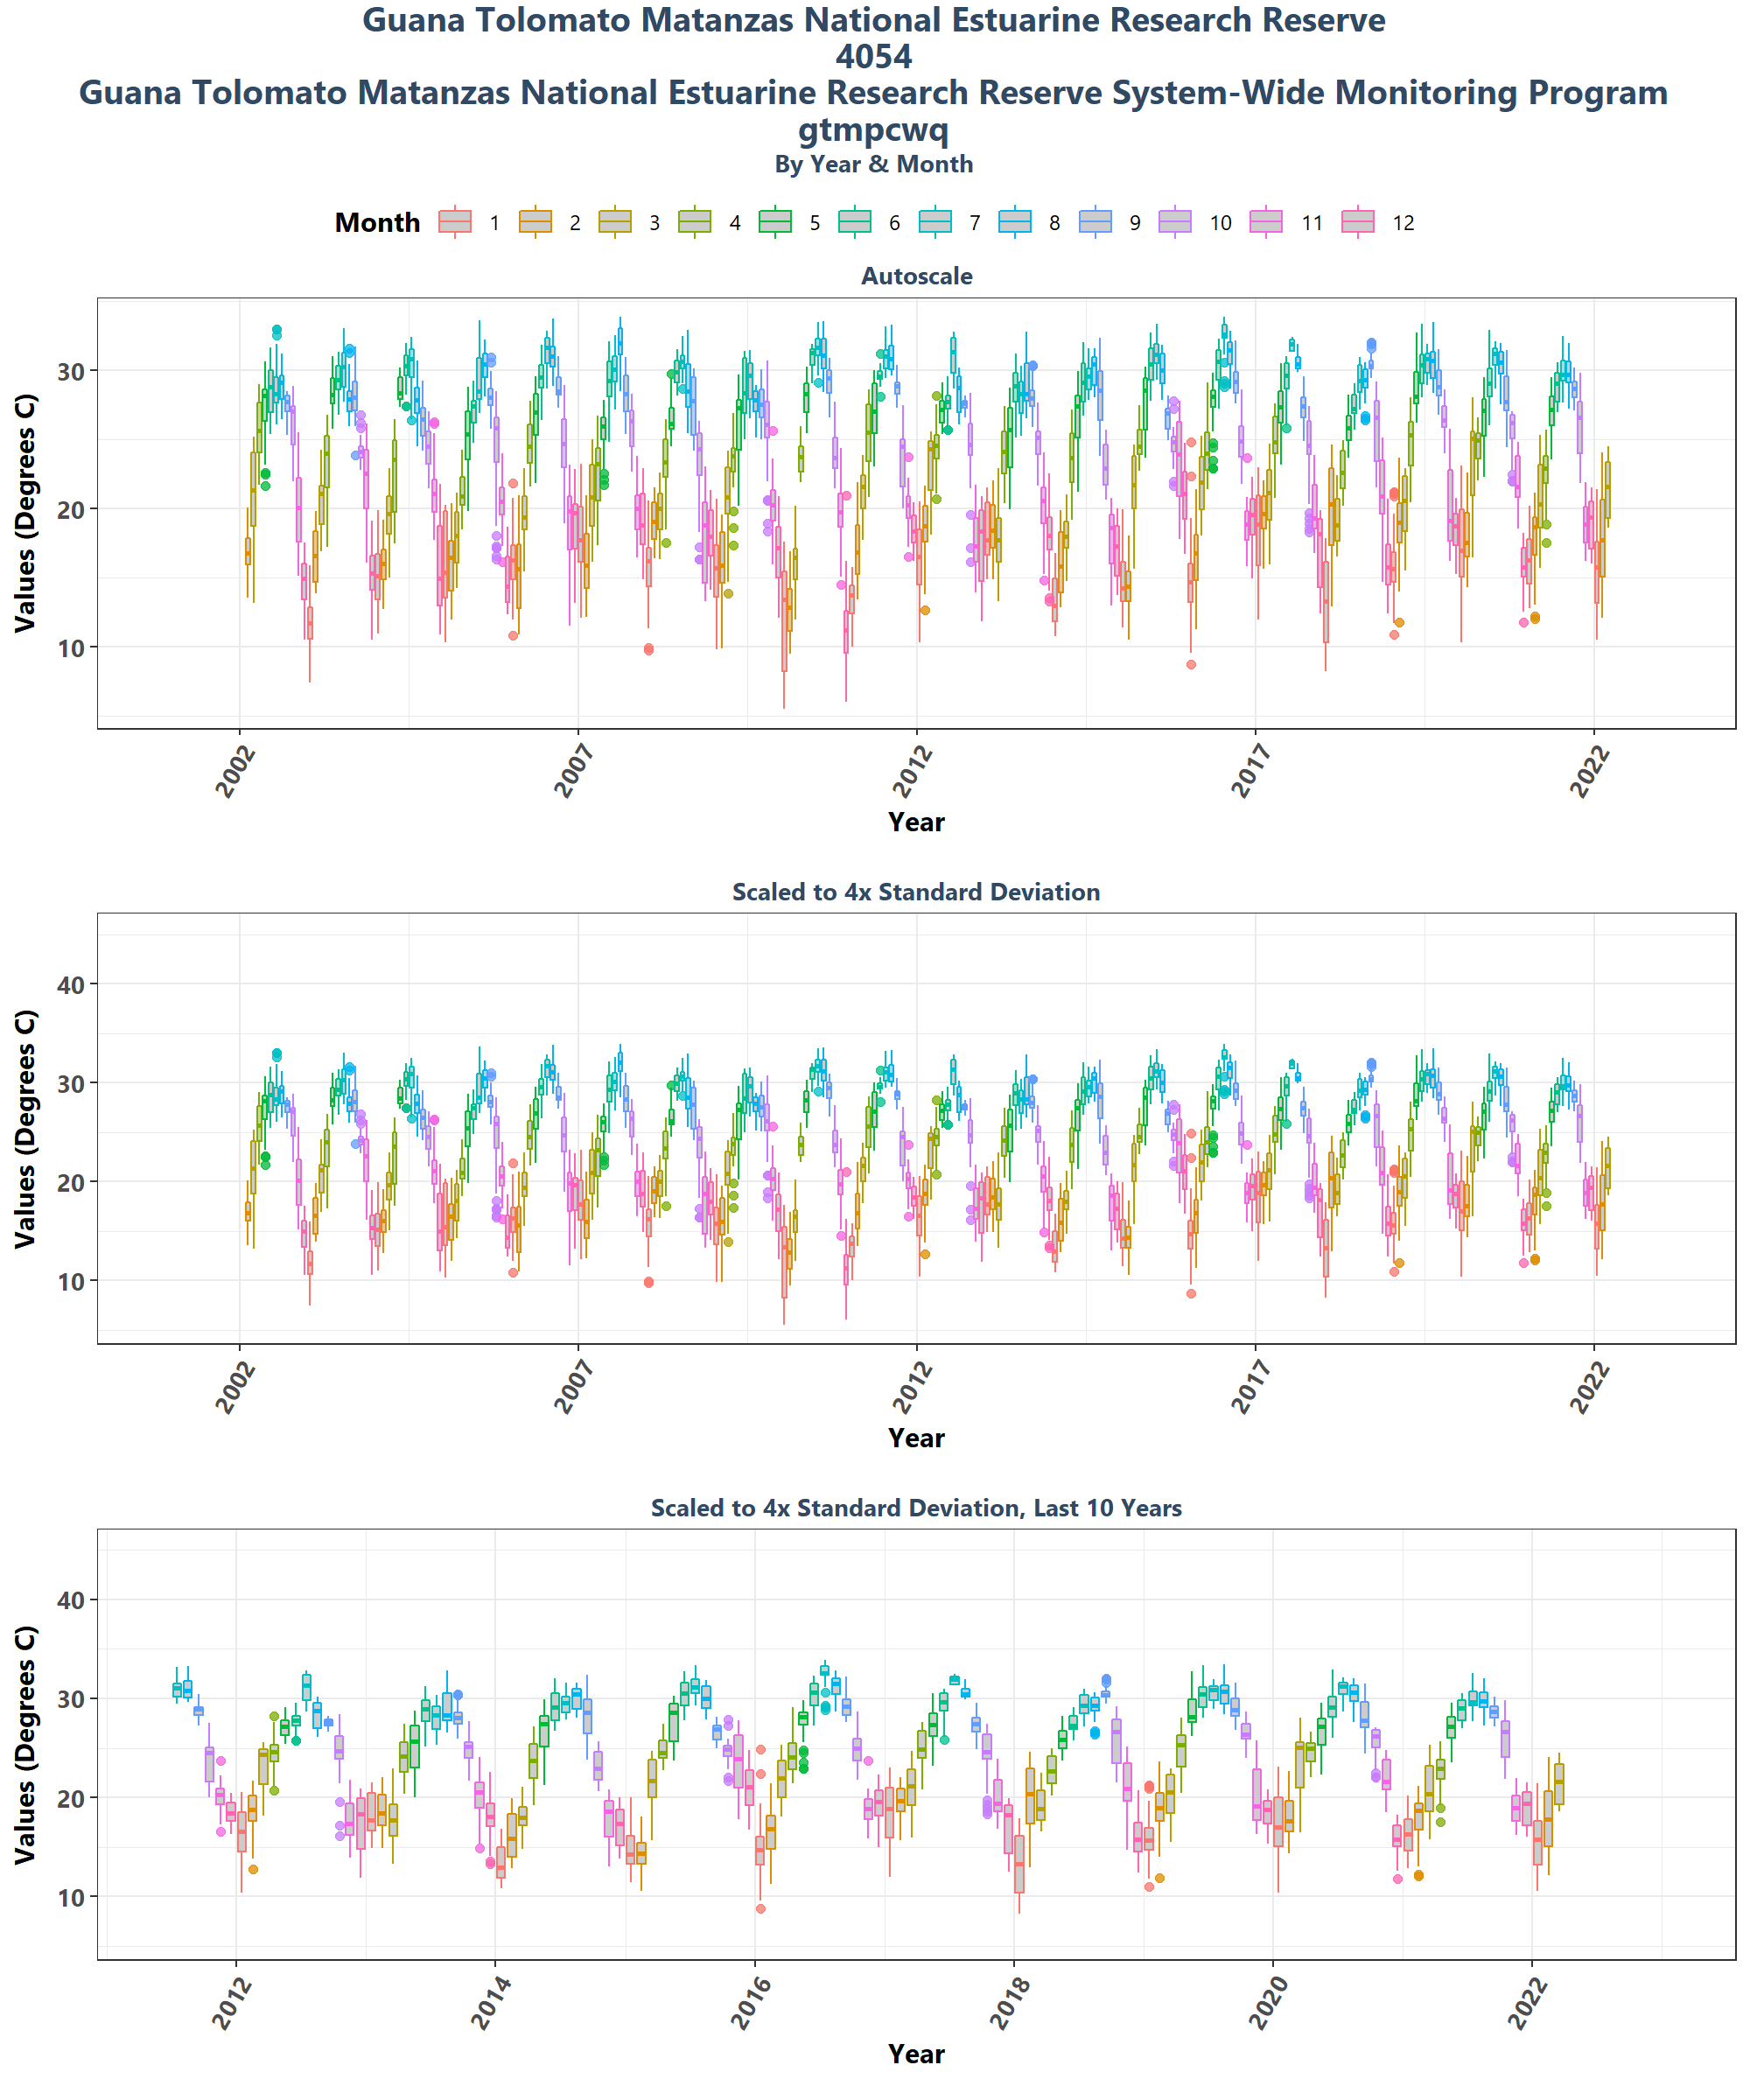 Guana Tolomato Matanzas National Estuarine Research Reserve
4054
Guana Tolomato Matanzas National Estuarine Research Reserve System-Wide Monitoring Program
gtmpcwq
By Year & Month
Month 1 2 3 4 5 6 7 8 9 10 11 12
Autoscale
Values (Degrees C)
30
20
10
2002 2007 2012 2017 2022
Year
Scaled to 4x Standard Deviation
Values (Degrees C)
40
30
20
10
2002 2007 2012 2017 2022
Year
Scaled to 4x Standard Deviation, Last 10 Years
Values (Degrees C)
40
30
20
10
2012 2014 2016 2018 2020 2022
Year